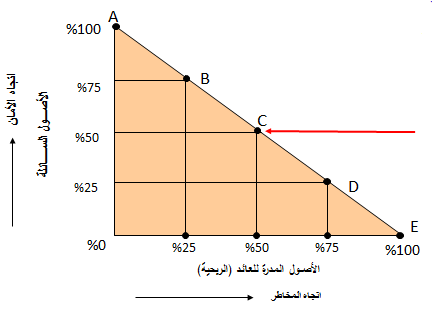 A
%100
B
%75
C
%50
D
%25
E
%0
%25
%50
%75
%100
اتجاه الأمان
الأصول السائلة
الأصول المدرة للعائد (الربحية)
اتجاه المخاطر